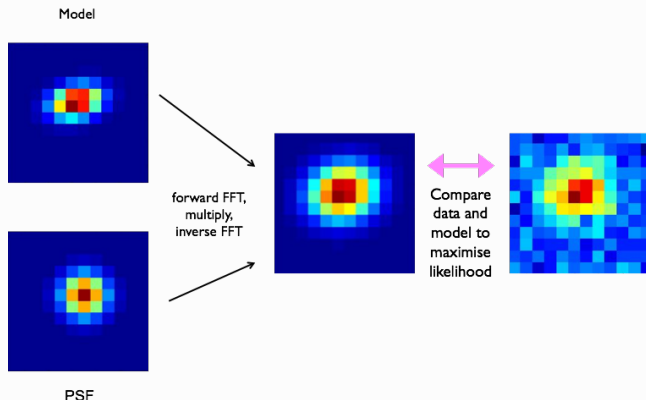 Model
forward FFT,
multiply,
inverse FFT
Compare
data and
model to
maximise
likelihood
PSF